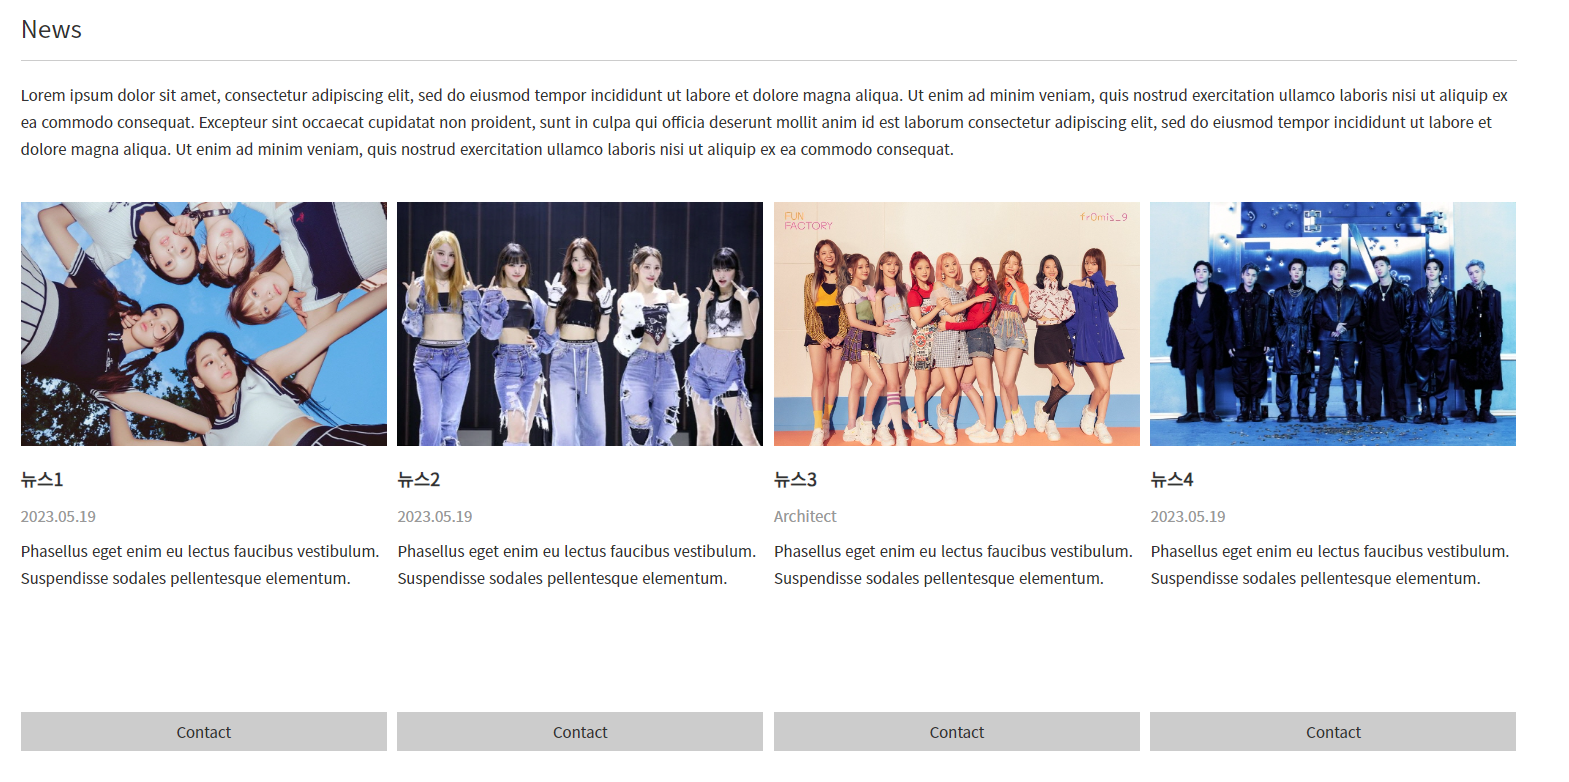 News
Lorem ipsum dolor sit amet, consectetur adipiscing elit, sed do eiusmod tempor incididunt ut labore et dolore magna aliqua. Ut enim ad minim veniam, quis nostrud exercitation ullamco laboris nisi ut aliquip ex
ea commodo consequat. Excepteur sint occaecat cupidatat non proident, sunt in culpa qui officia deserunt mollit anim id est laborum consectetur adipiscing elit, sed do eiusmod tempor incididunt ut labore et
dolore magna aliqua. Ut enim ad minim veniam, quis nostrud exercitation ullamco laboris nisi ut aliquip ex ea commodo consequat.
FUN
FACTORY
fr0mis_9
뉴스1
2023.05.19
Phasellus eget enim eu lectus faucibus vestibulum.
Suspendisse sodales pellentesque elementum.
Contact
뉴스2
2023.05.19
Phasellus eget enim eu lectus faucibus vestibulum.
Suspendisse sodales pellentesque elementum.
Contact
뉴스3
Architect
Phasellus eget enim eu lectus faucibus vestibulum.
Suspendisse sodales pellentesque elementum.
Contact
뉴스4
2023.05.19
Phasellus eget enim eu lectus faucibus vestibulum.
Suspendisse sodales pellentesque elementum.
Contact